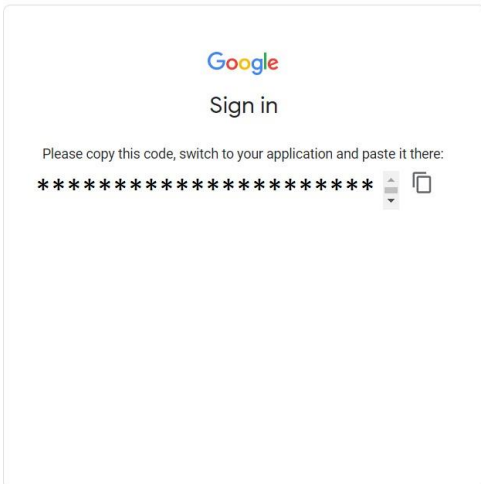 Google
Sign in
Please copy this code, switch to your application and paste it there:
**********************